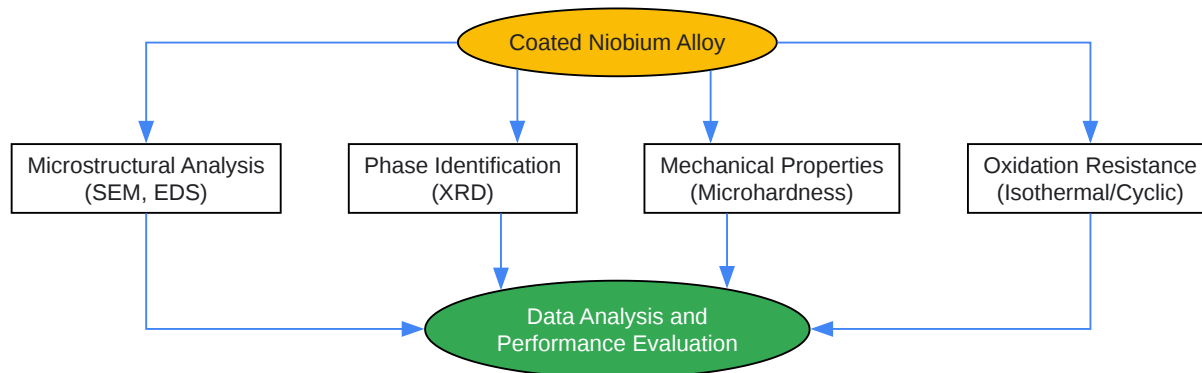 Coated Niobium Alloy
Microstructural Analysis
(SEM, EDS)
Phase Identification
(XRD)
Mechanical Properties
(Microhardness)
Oxidation Resistance
(Isothermal/Cyclic)
Data Analysis and
Performance Evaluation